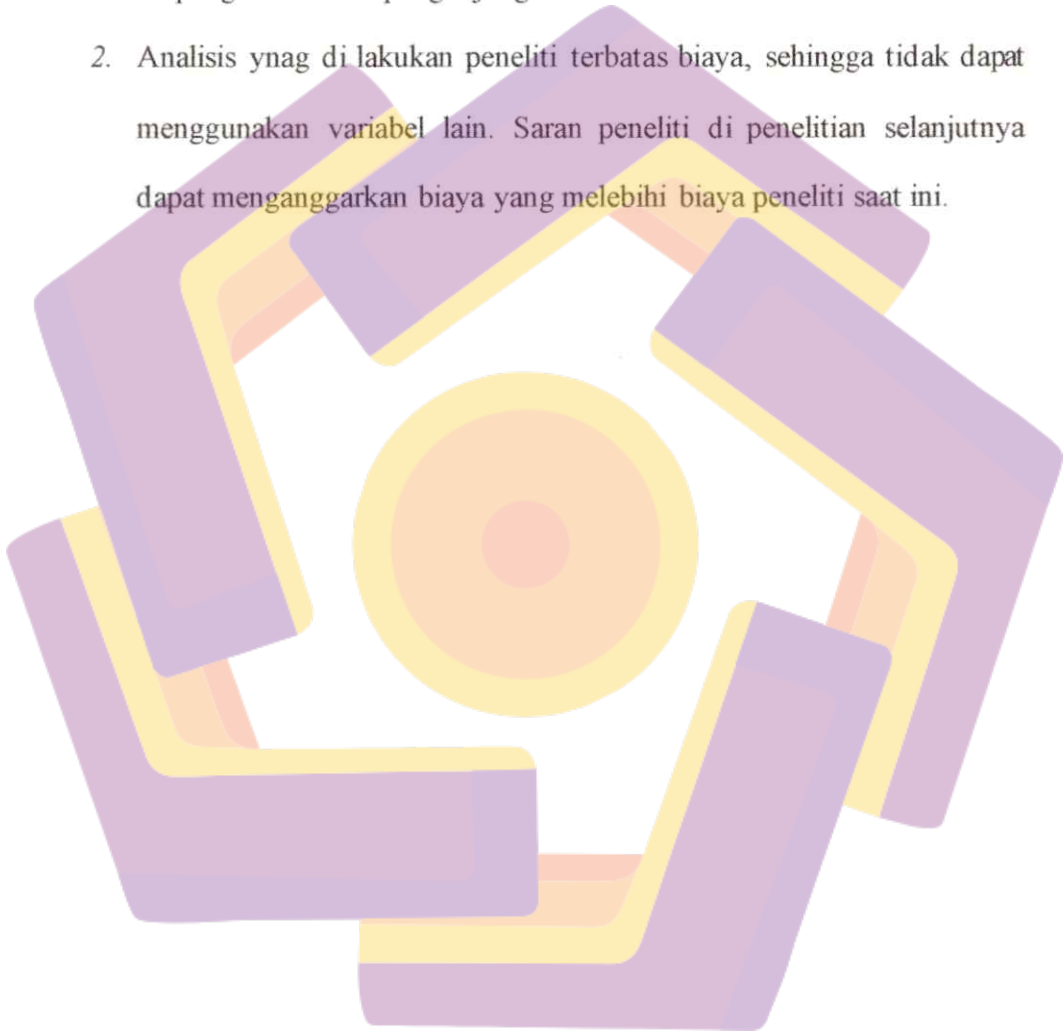 2. Analisis ynag di lakukan peneliti terbatas biaya, sehingga tidak dapat
menggunakan variabel lain. Saran peneliti di penelitian selanjutnya
dapat menganggarkan biaya yang melebihi biaya peneliti saat ini.